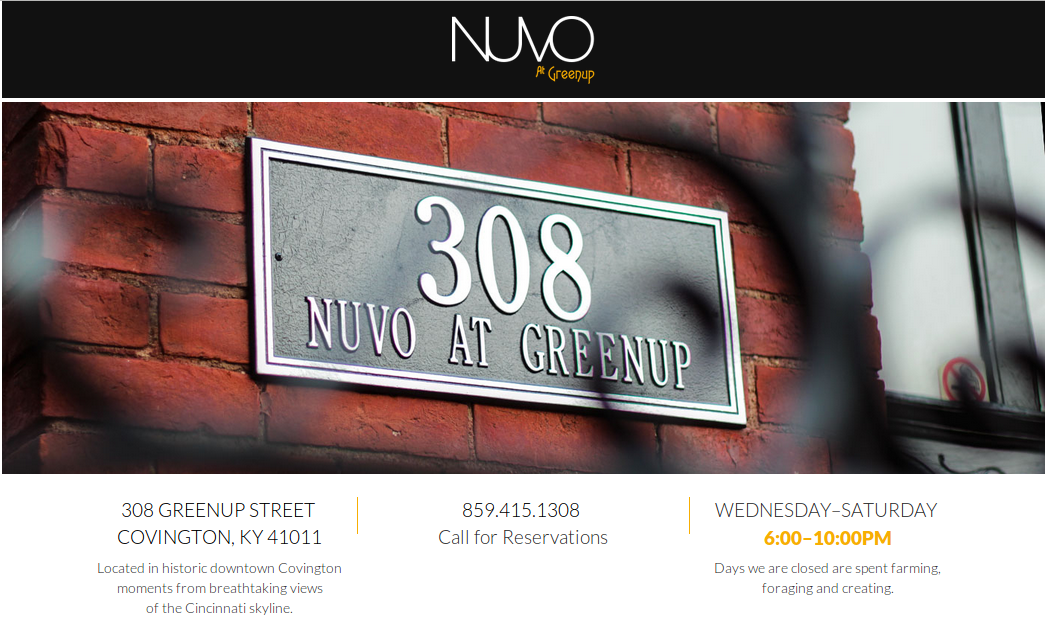 NUVO
At Greenup
308
NUVO AT GREENUP
308 GREENUP STREET
COVINGTON, KY 41011
Located in historic downtown Covington
moments from breathtaking views
of the Cincinnati skyline.
859.415.1308
Call for Reservations
WEDNESDAY–SATURDAY
6:00–10:00PM
Days we are closed are spent farming,
foraging and creating.